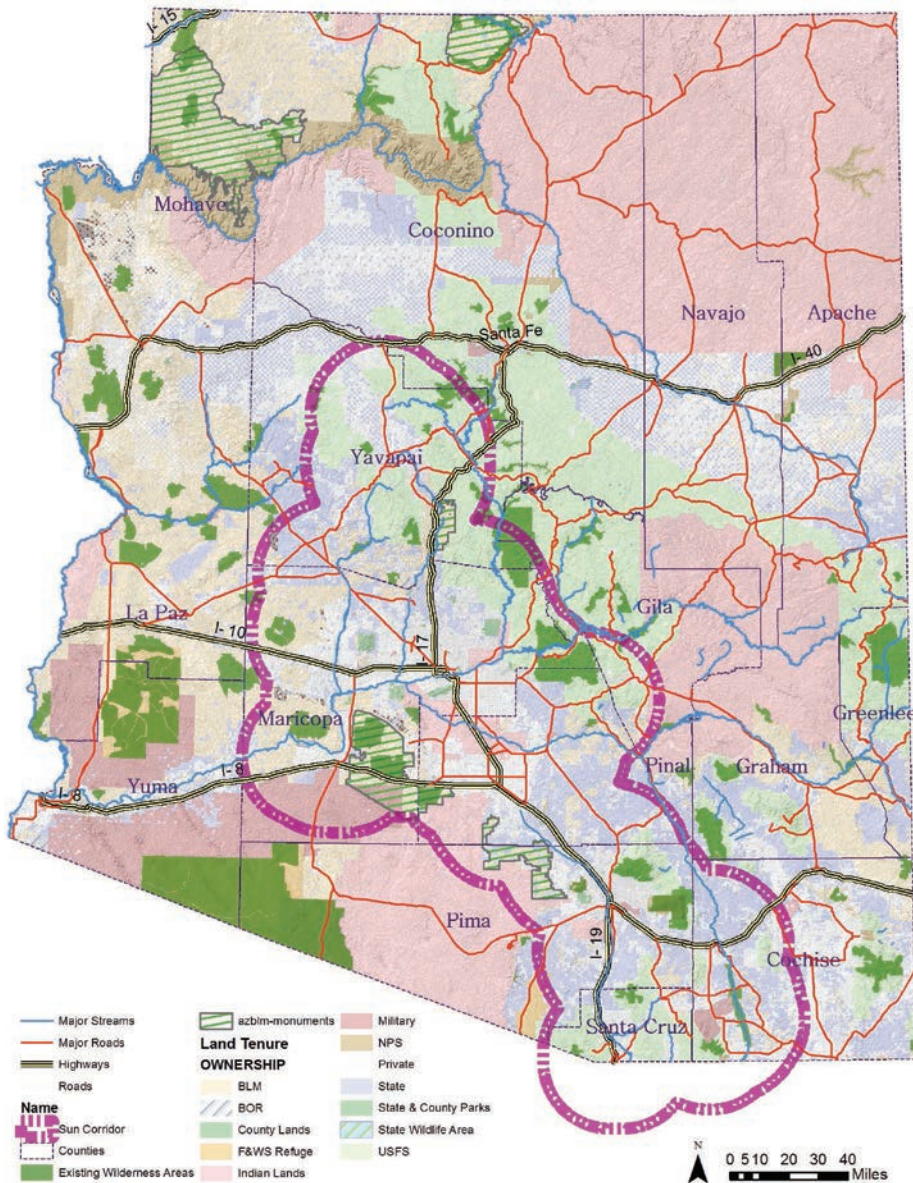 I- 15
Mohave
Coconino
Navajo
Apache
Santa Fe
I- 40
Yavapai
La Paz
I- 10
I- 17
Gila
Maricopa
Greenlee
Yuma
I- 8
I- 8
Pinal
Graham
Pima
I- 19
Cochise
Santa Cruz
Major Streams
Major Roads
Highways
Roads
Name
Sun Corridor
Counties
Existing Wilderness Areas
azblm-monuments
Land Tenure
OWNERSHIP
BLM
BOR
County Lands
F&WS Refuge
Indian Lands
Military
NPS
Private
State
State & County Parks
State Wildlife Area
USFS
N
0 5 10 20 30 40
Miles